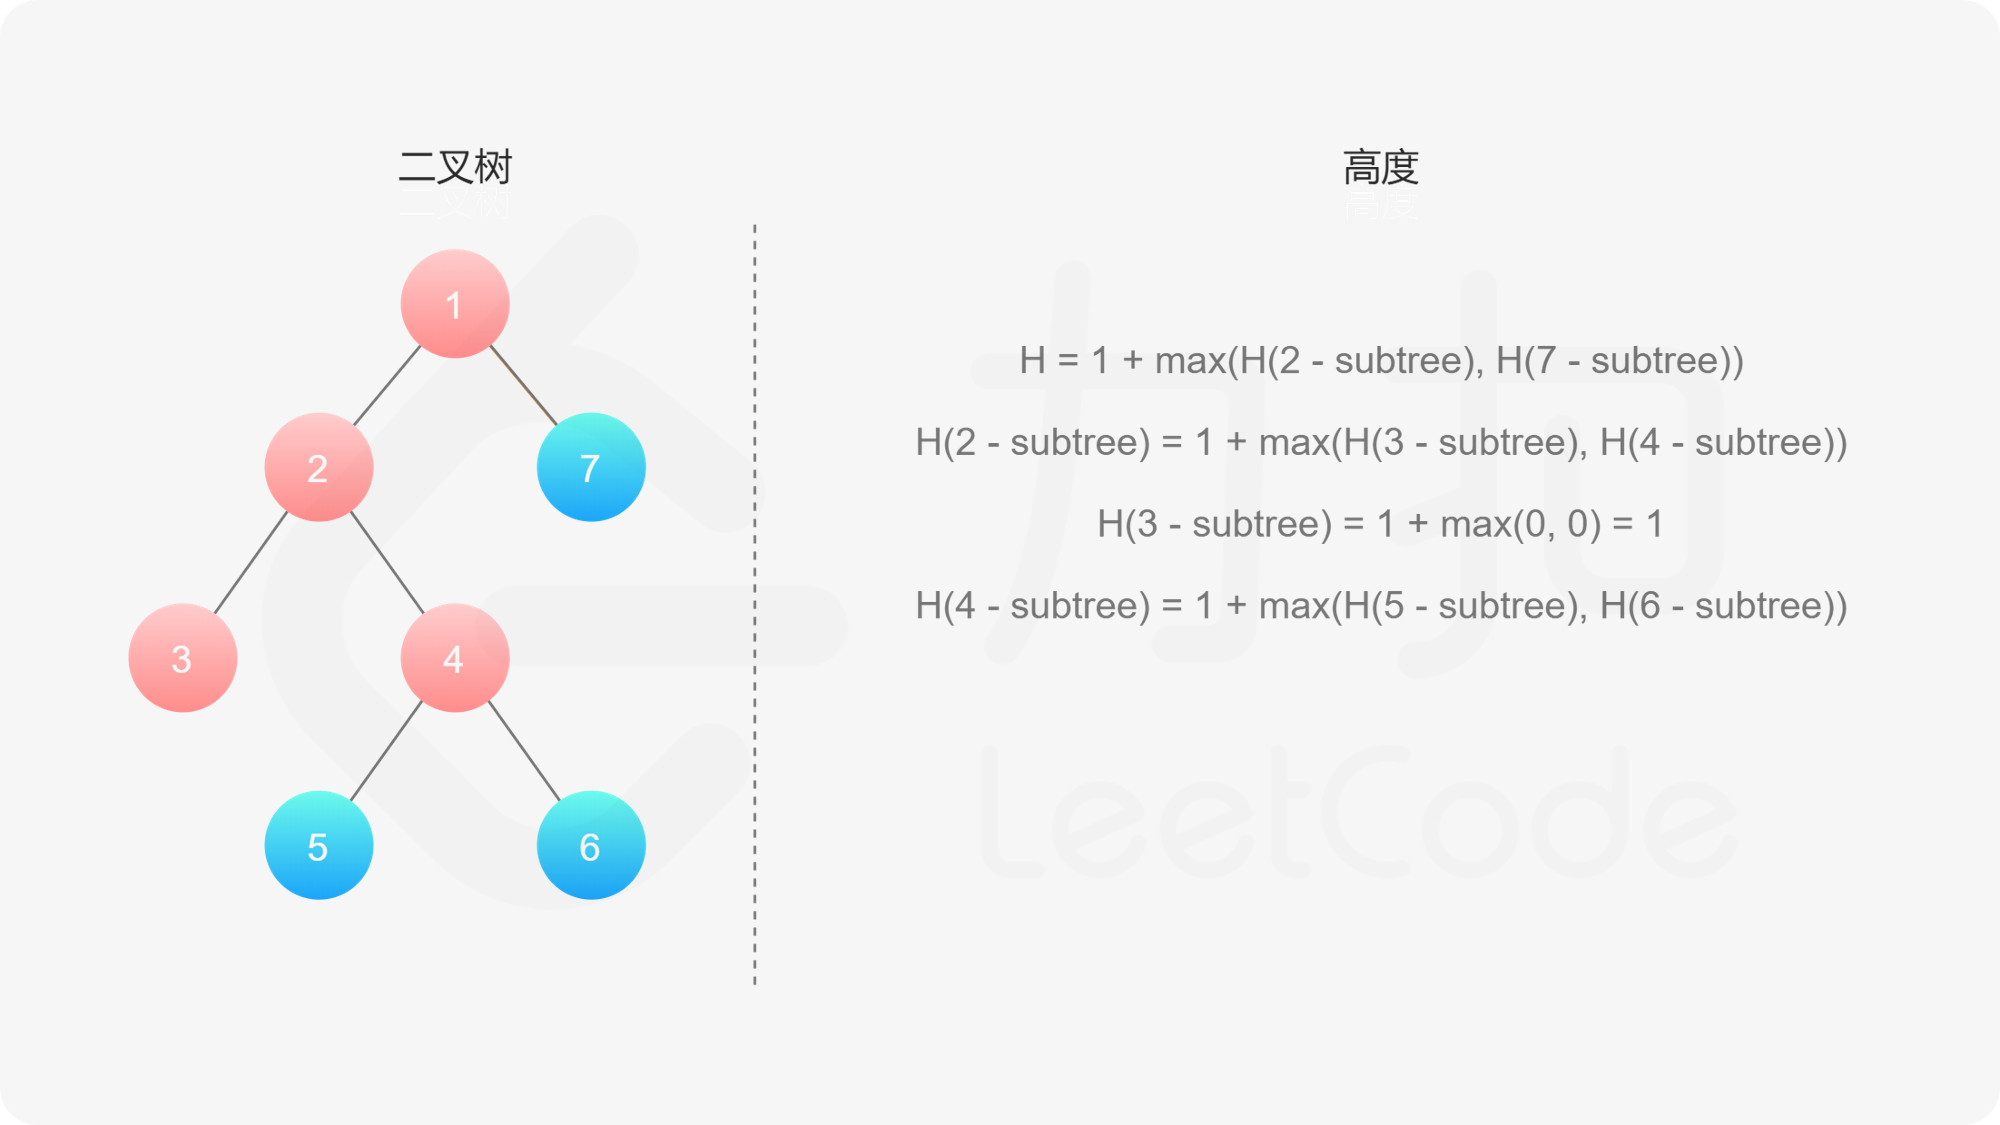 二叉树
高度
1
2
7
3
4
5
6
H = 1 + max(H(2 - subtree), H(7 - subtree))
H(2 - subtree) = 1 + max(H(3 - subtree), H(4 - subtree))
H(3 - subtree) = 1 + max(0, 0) = 1
H(4 - subtree) = 1 + max(H(5 - subtree), H(6 - subtree))
力扣
LeetCode